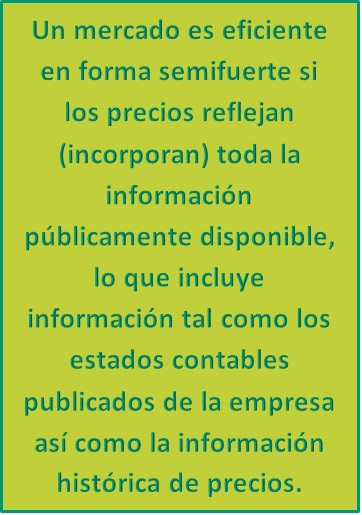 Un mercado es eficiente
en forma semifuerte si
los precios reflejan
(incorporan) toda la
información
públicamente disponible,
lo que incluye
información tal como los
estados contables
publicados de la empresa
así como la información
histórica de precios.